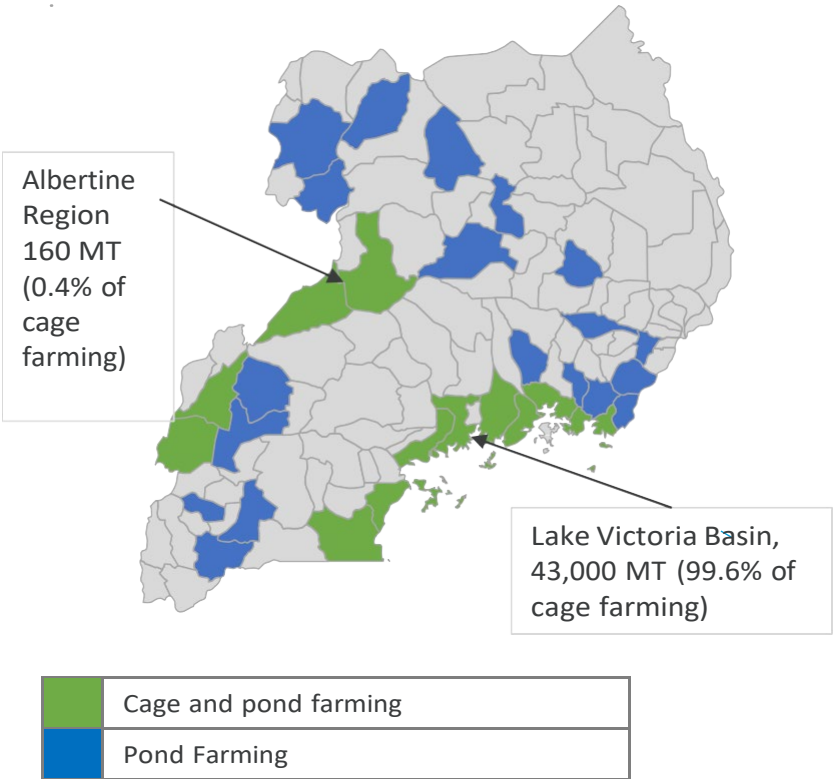 Albertine
Region
160 MT
(0.4% of
cage
farming)
Lake Victoria Basin,
43,000 MT (99.6% of
cage farming)
Cage and pond farming
Pond Farming